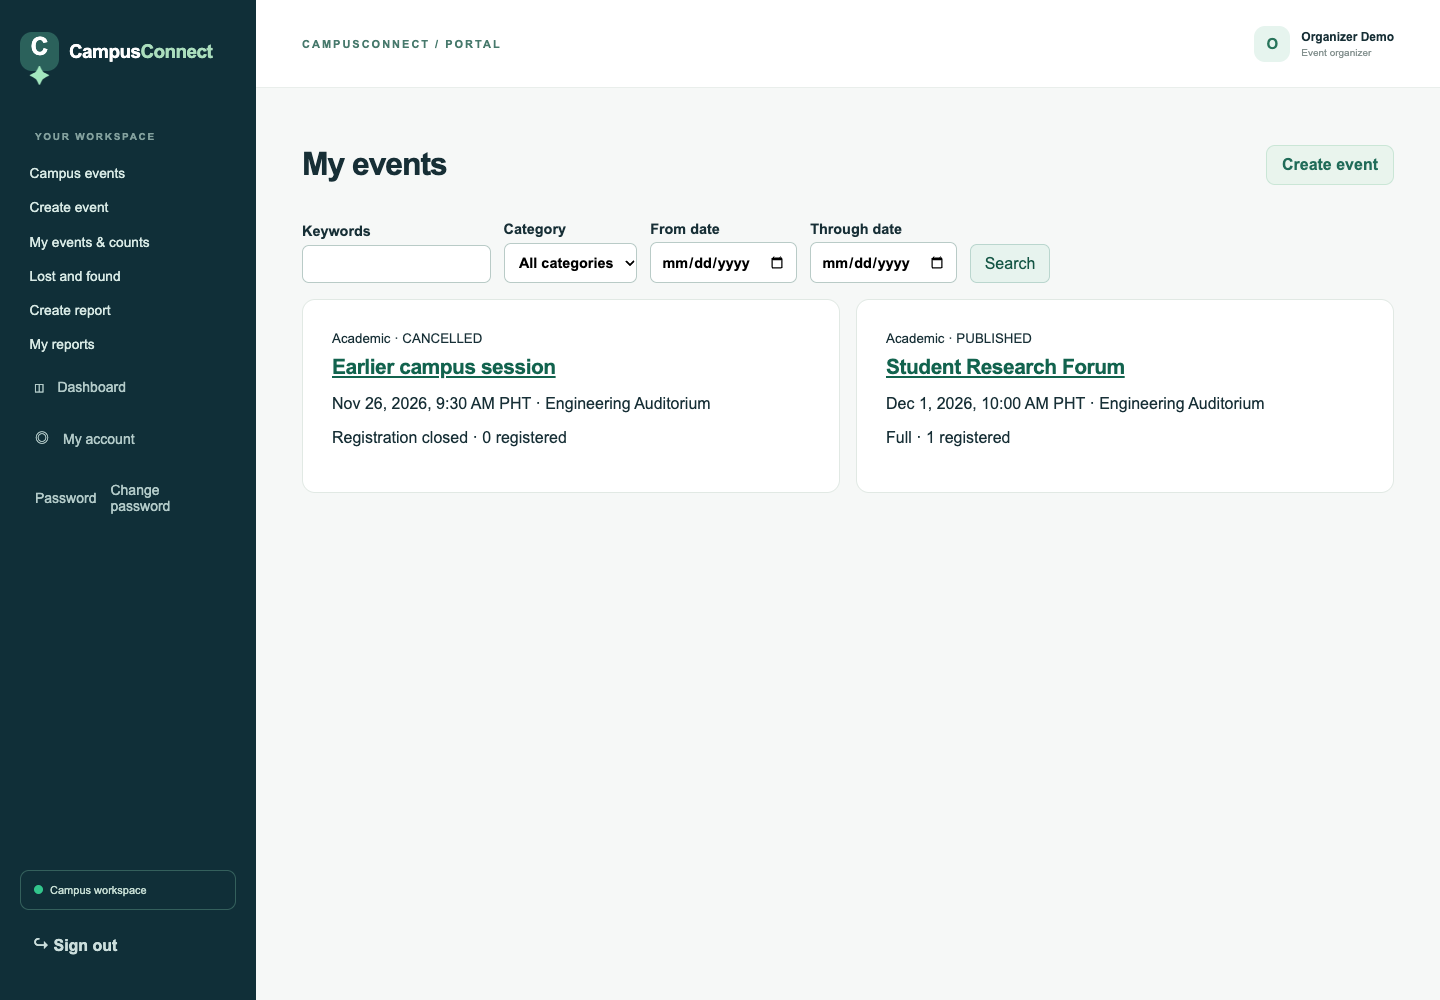 C
CampusConnect
YOUR WORKSPACE
Campus events
Create event
My events & counts
Lost and found
Create report
My reports
Dashboard
My account
Password Change
password
Campus workspace
Sign out
CAMPUSCONNECT / PORTAL
O
Organizer Demo
Event organizer
My events
Create event
Keywords
Category
From date
Through date
All categories
mm/dd/yyyy
mm/dd/yyyy
Search
Academic · CANCELLED
Earlier campus session
Nov 26, 2026, 9:30 AM PHT · Engineering Auditorium
Registration closed · 0 registered
Academic · PUBLISHED
Student Research Forum
Dec 1, 2026, 10:00 AM PHT · Engineering Auditorium
Full · 1 registered